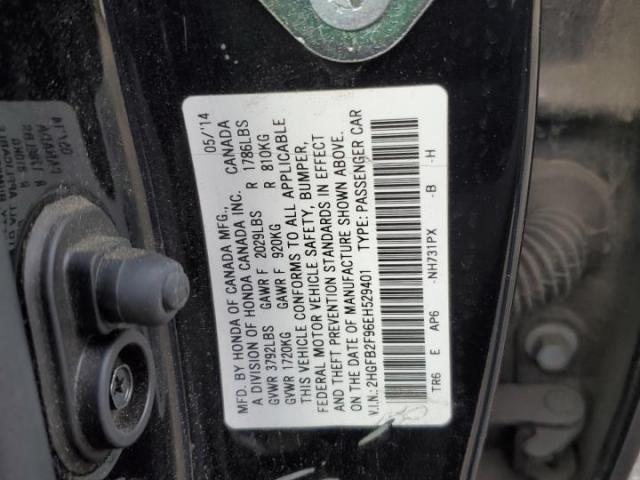 MFD. BY HONDA OF CANADA MFG., 05/'14
A DIVISION OF HONDA CANADA INC. CANADA
GVWR 3792LBS GAWR F 2029LBS R 1786LBS
GVWR 1720KG GAWR F 920KG R 810KG
THIS VEHICLE CONFORMS TO ALL APPLICABLE
FEDERAL MOTOR VEHICLE SAFETY, BUMPER,
AND THEFT PREVENTION STANDARDS IN EFFECT
ON THE DATE OF MANUFACTURE SHOWN ABOVE.
V.I.N.:2HGFB2F96EH529401 TYPE: PASSENGER CAR
TR6 E AP6 -NH731PX -B -H